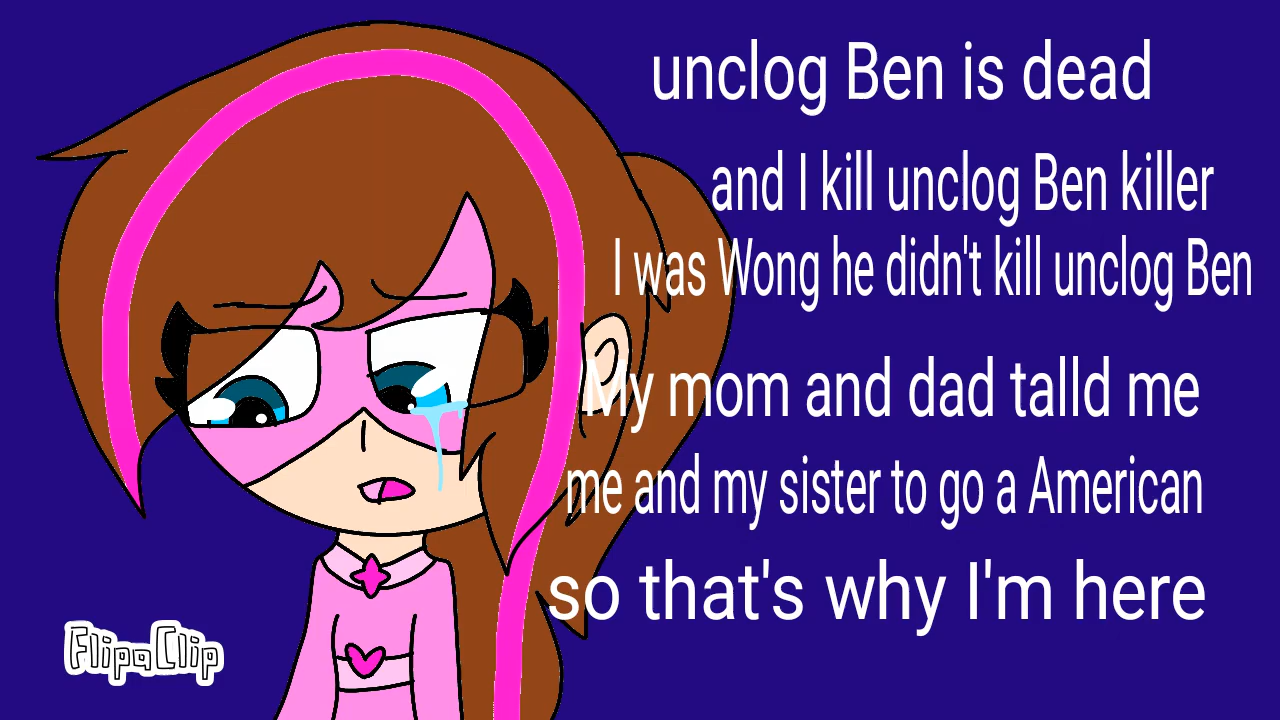 unclog Ben is dead
and I kill unclog Ben killer
I was Wong he didn't kill unclog Ben
My mom and dad talld me
me and my sister to go a American
so that's why I'm here
FlipaClip